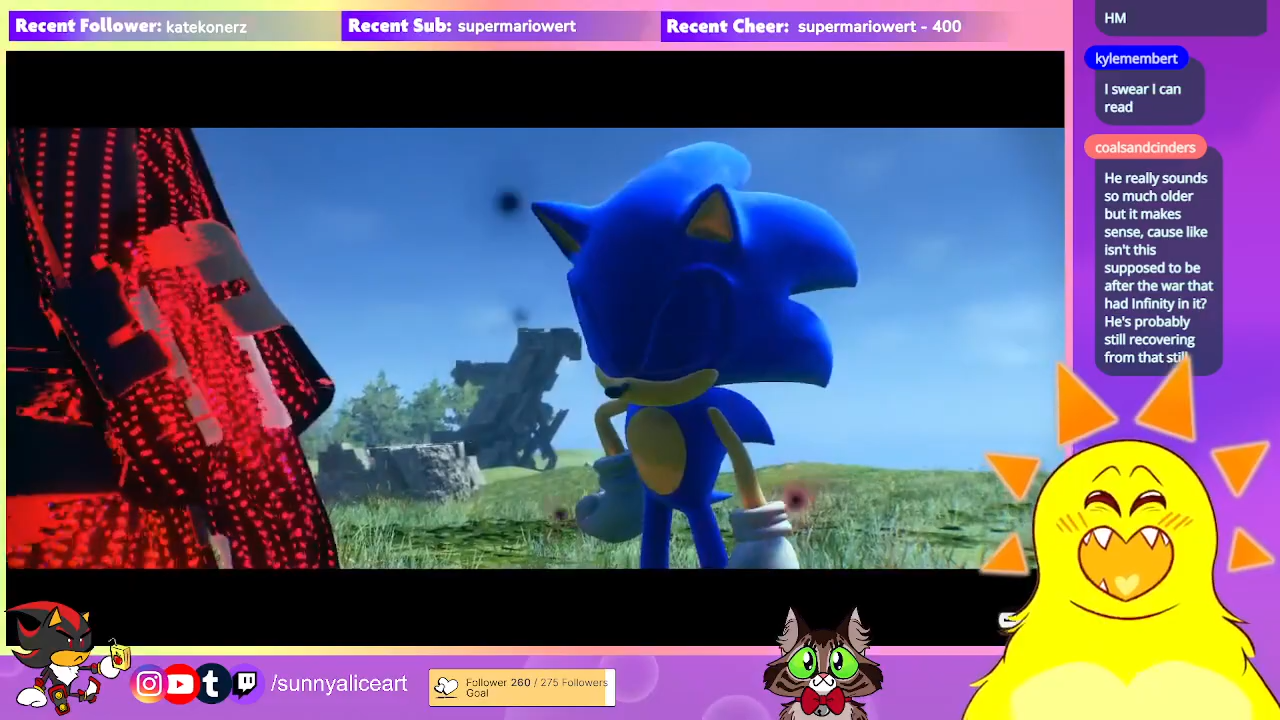 Recent Follower: katekonerz
Recent Sub: supermariowert
Recent Cheer: supermariowert - 400
HM
kylemembert
I swear I can
read
coalsandcinders
He really sounds
so much older
but it makes
sense, cause like
isn't this
supposed to be
after the war that
had Infinity in it?
He's probably
still recovering
from that still
/sunnyaliceart
Follower 260 / 275 Followers
Goal